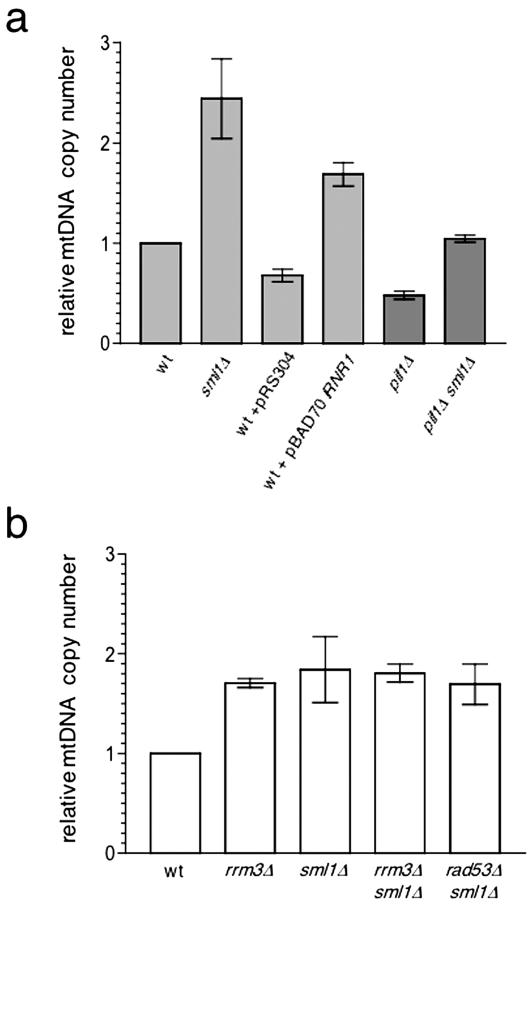 a
relative mtDNA copy number
3
2
1
0
wt
sml1Δ
wt +pRS304
wt + pBAD70 RNR1
pif1Δ
pif1Δ sml1Δ
b
relative mtDNA copy number
3
2
1
0
wt
rrm3Δ
sml1Δ
rrm3Δ
sml1Δ
rad53Δ
sml1Δ